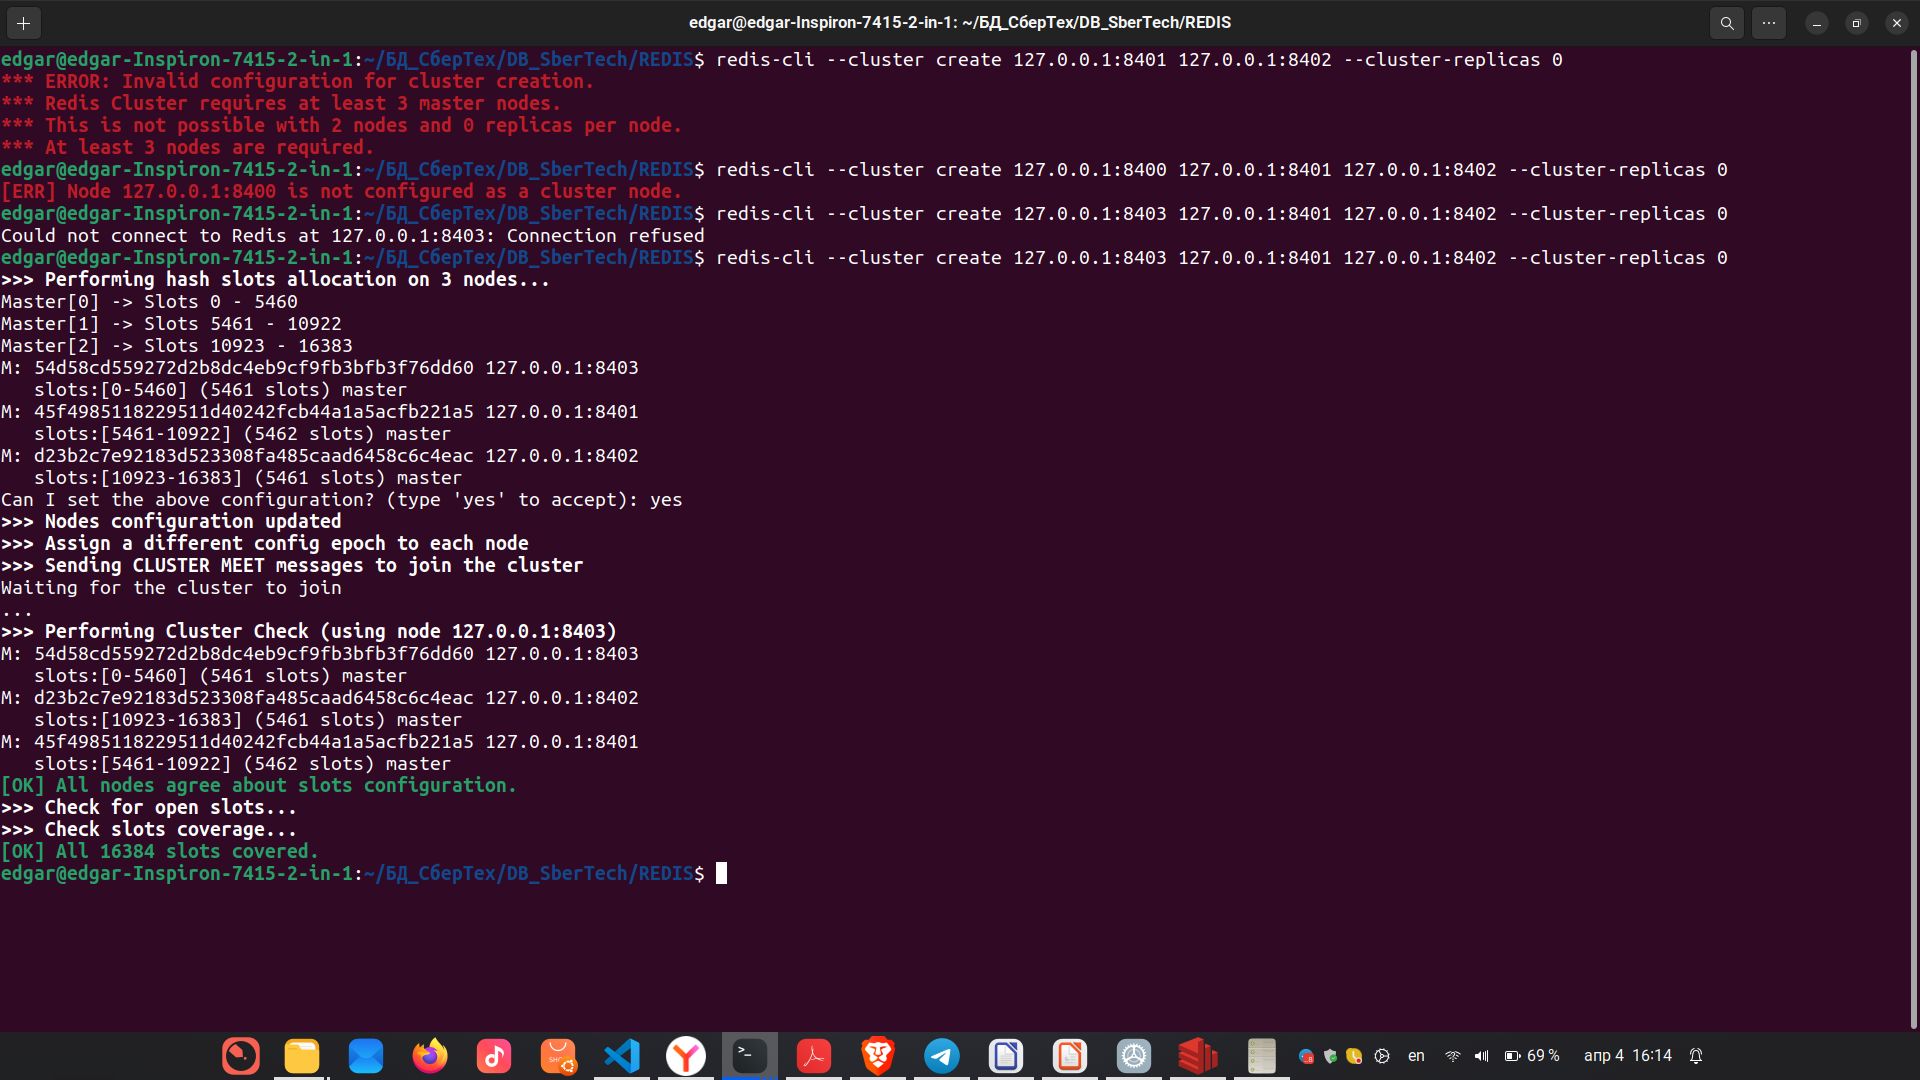 edgar@edgar-Inspiron-7415-2-in-1: ~/БД_СберТех/DB_SberTech/REDIS
edgar@edgar-Inspiron-7415-2-in-1:~/БД_СберТех/DB_SberTech/REDIS$ redis-cli --cluster create 127.0.0.1:8401 127.0.0.1:8402 --cluster-replicas 0
*** ERROR: Invalid configuration for cluster creation.
*** Redis Cluster requires at least 3 master nodes.
*** This is not possible with 2 nodes and 0 replicas per node.
*** At least 3 nodes are required.
edgar@edgar-Inspiron-7415-2-in-1:~/БД_СберТех/DB_SberTech/REDIS$ redis-cli --cluster create 127.0.0.1:8400 127.0.0.1:8401 127.0.0.1:8402 --cluster-replicas 0
[ERR] Node 127.0.0.1:8400 is not configured as a cluster node.
edgar@edgar-Inspiron-7415-2-in-1:~/БД_СберТех/DB_SberTech/REDIS$ redis-cli --cluster create 127.0.0.1:8403 127.0.0.1:8401 127.0.0.1:8402 --cluster-replicas 0
Could not connect to Redis at 127.0.0.1:8403: Connection refused
edgar@edgar-Inspiron-7415-2-in-1:~/БД_СберТех/DB_SberTech/REDIS$ redis-cli --cluster create 127.0.0.1:8403 127.0.0.1:8401 127.0.0.1:8402 --cluster-replicas 0
>>> Performing hash slots allocation on 3 nodes...
Master[0] -> Slots 0 - 5460
Master[1] -> Slots 5461 - 10922
Master[2] -> Slots 10923 - 16383
M: 54d58cd559272d2b8dc4eb9cf9fb3bfb3f76dd60 127.0.0.1:8403
slots:[0-5460] (5461 slots) master
M: 45f4985118229511d40242fcb44a1a5acfb221a5 127.0.0.1:8401
slots:[5461-10922] (5462 slots) master
M: d23b2c7e92183d523308fa485caad6458c6c4eac 127.0.0.1:8402
slots:[10923-16383] (5461 slots) master
Can I set the above configuration? (type 'yes' to accept): yes
>>> Nodes configuration updated
>>> Assign a different config epoch to each node
>>> Sending CLUSTER MEET messages to join the cluster
Waiting for the cluster to join
...
>>> Performing Cluster Check (using node 127.0.0.1:8403)
M: 54d58cd559272d2b8dc4eb9cf9fb3bfb3f76dd60 127.0.0.1:8403
slots:[0-5460] (5461 slots) master
M: d23b2c7e92183d523308fa485caad6458c6c4eac 127.0.0.1:8402
slots:[10923-16383] (5461 slots) master
M: 45f4985118229511d40242fcb44a1a5acfb221a5 127.0.0.1:8401
slots:[5461-10922] (5462 slots) master
[OK] All nodes agree about slots configuration.
>>> Check for open slots...
>>> Check slots coverage...
[OK] All 16384 slots covered.
edgar@edgar-Inspiron-7415-2-in-1:~/БД_СберТех/DB_SberTech/REDIS$
en 69 % апр 4 16:14